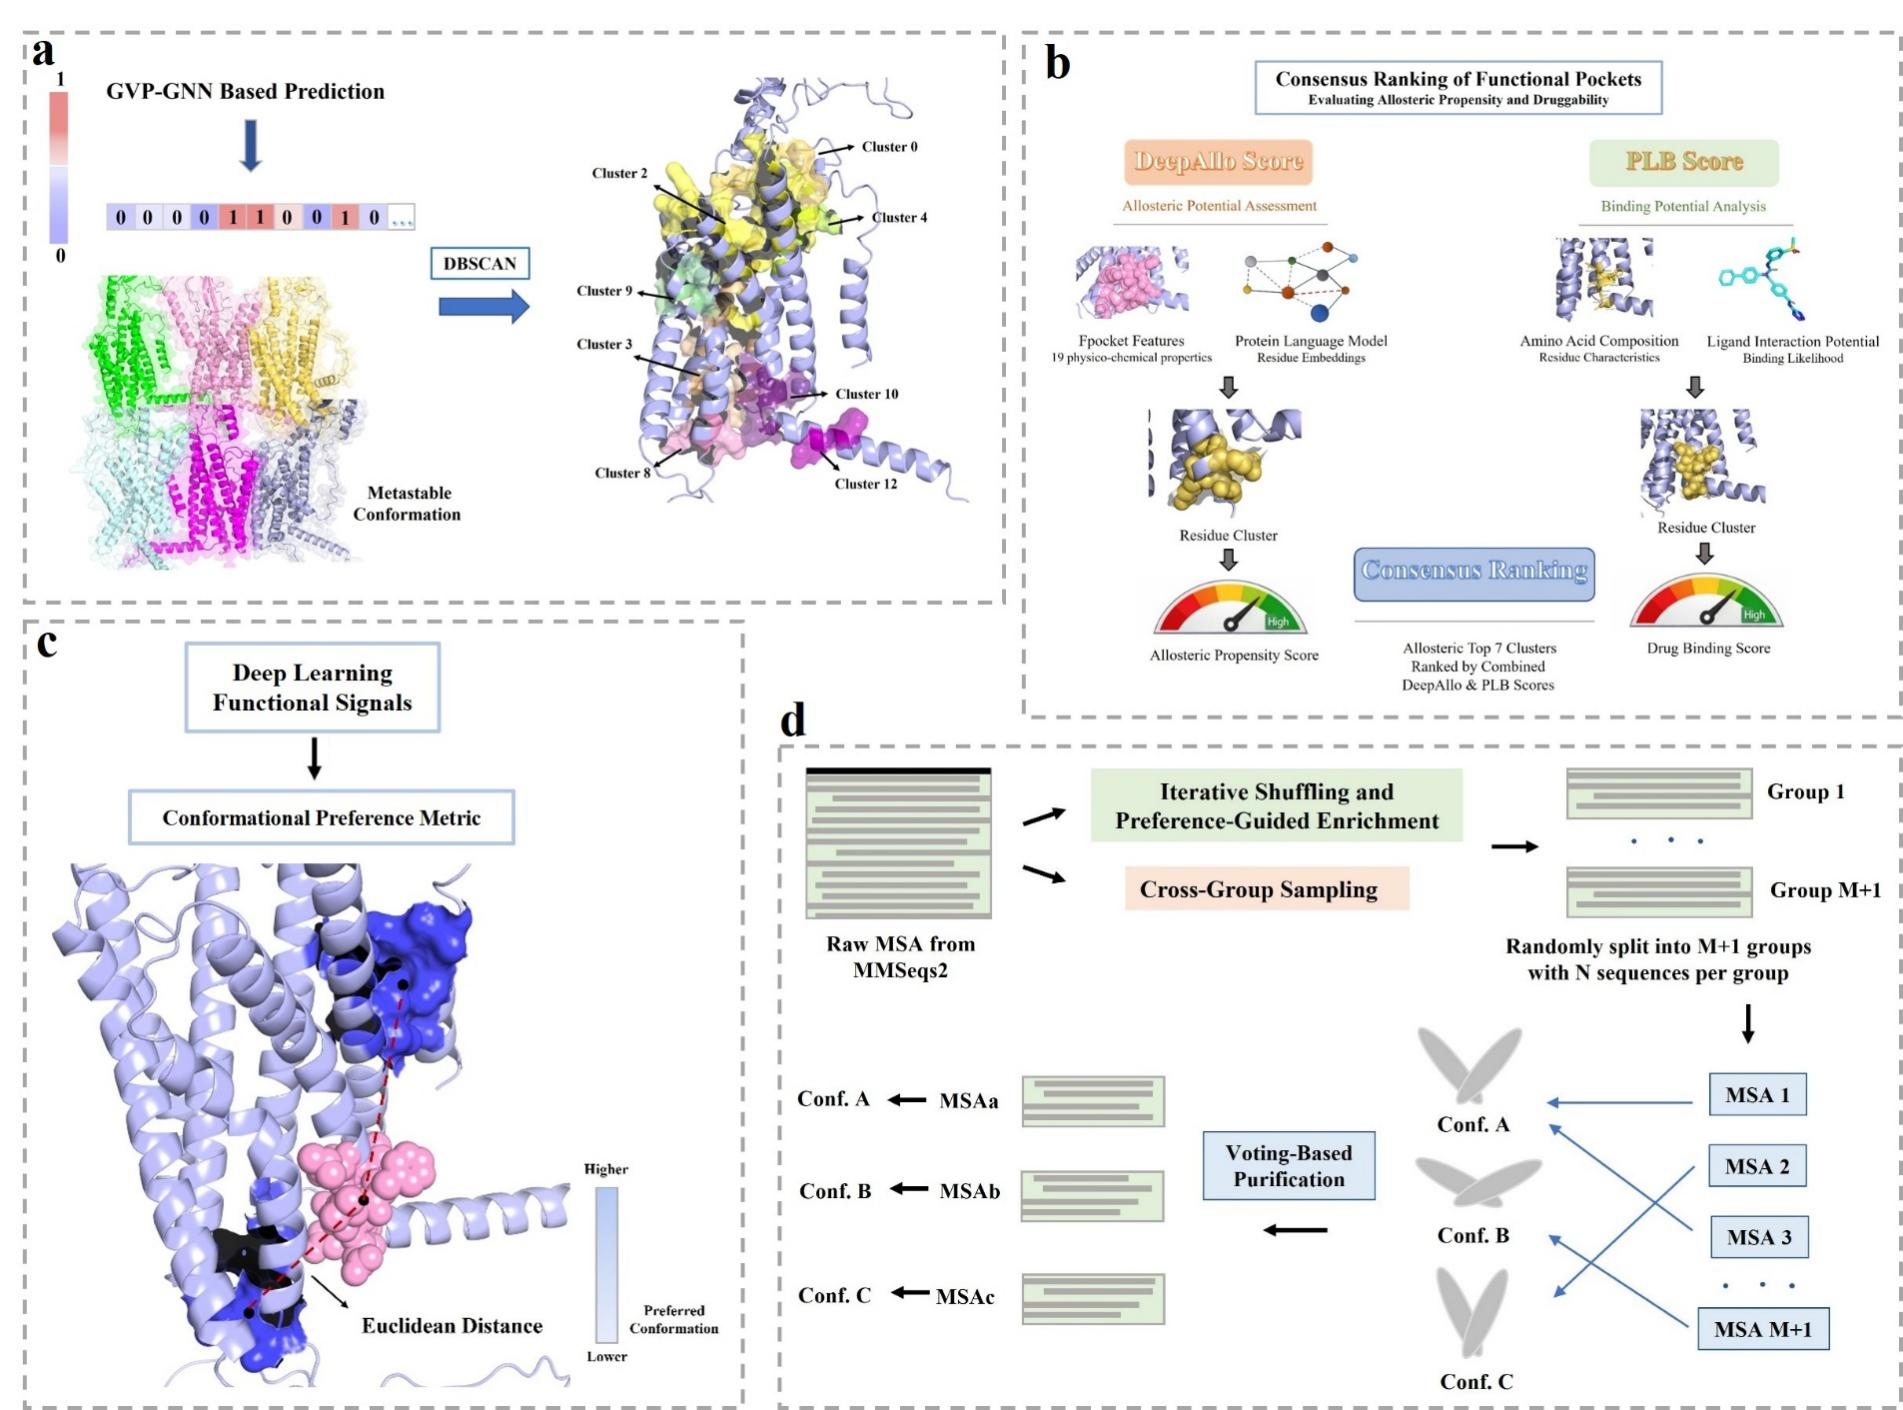 a
1
GVP-GNN Based Prediction
0 0 0 0 1 1 0 0 1 0 ...
0
DBSCAN
Metastable
Conformation
Cluster 0
Cluster 2
Cluster 4
Cluster 9
Cluster 3
Cluster 10
Cluster 8
Cluster 12
b
Consensus Ranking of Functional Pockets
Evaluating Allosteric Propensity and Druggability
DeepAllo Score
Allosteric Potential Assessment
Fpocket Features
19 physico-chemical properties
Protein Language Model
Residue Embeddings
Residue Cluster
High
Allosteric Propensity Score
PLB Score
Binding Potential Analysis
Amino Acid Composition
Residue Characteristics
Ligand Interaction Potential
Binding Likelihood
Residue Cluster
High
Drug Binding Score
Consensus Ranking
Allosteric Top 7 Clusters
Ranked by Combined
DeepAllo & PLB Scores
c
Deep Learning
Functional Signals
Conformational Preference Metric
Euclidean Distance
Higher
Preferred
Conformation
Lower
d
Raw MSA from
MMSeqs2
Iterative Shuffling and
Preference-Guided Enrichment
Cross-Group Sampling
Group 1
. . .
Group M+1
Randomly split into M+1 groups
with N sequences per group
MSA 1
MSA 2
MSA 3
. . .
MSA M+1
Conf. A
Conf. B
Conf. C
Voting-Based
Purification
Conf. A MSAa
Conf. B MSAb
Conf. C MSAc